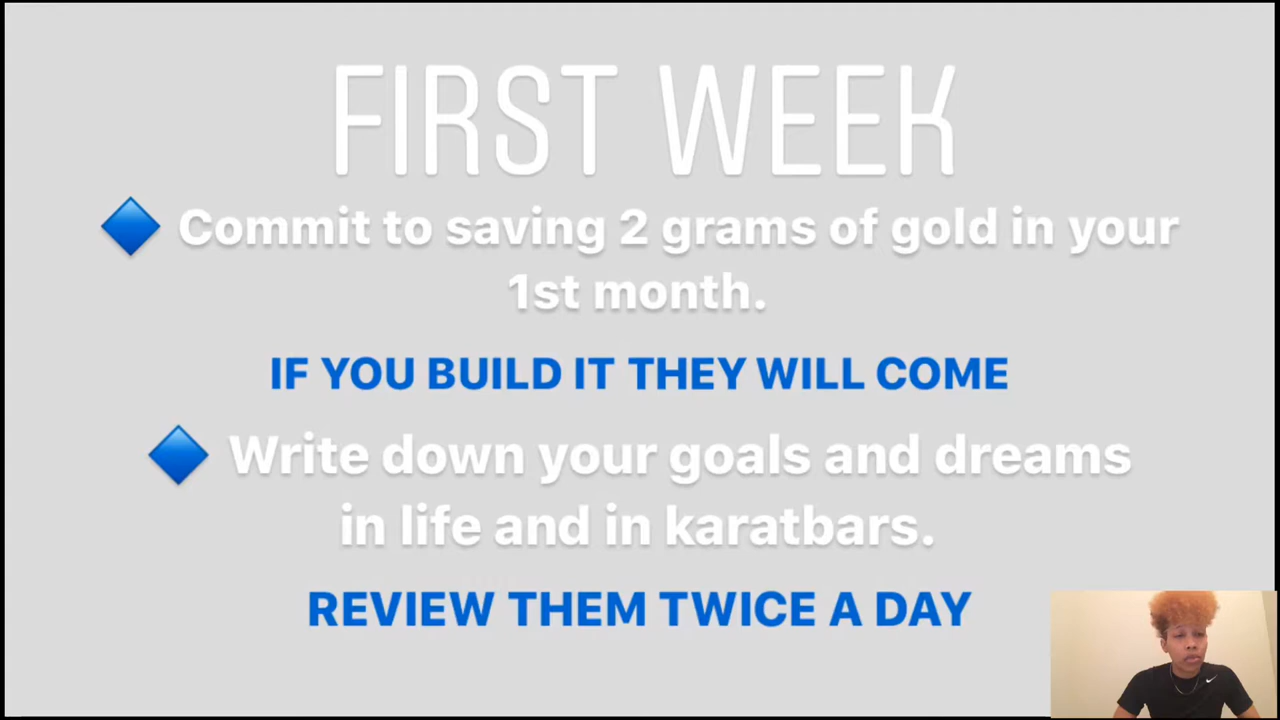 FIRST WEEK
Commit to saving 2 grams of gold in your
1st month.
IF YOU BUILD IT THEY WILL COME
Write down your goals and dreams
in life and in karatbars.
REVIEW THEM TWICE A DAY